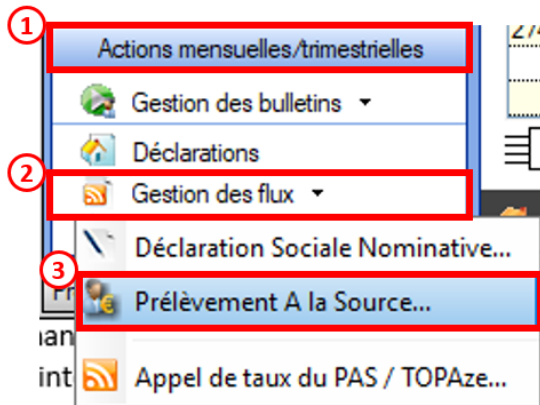 1
274
Actions mensuelles/trimestrielles
Gestion des bulletins
Déclarations
2
Gestion des flux
Déclaration Sociale Nominative...
3
Prélèvement A la Source...
Appel de taux du PAS / TOPAze...